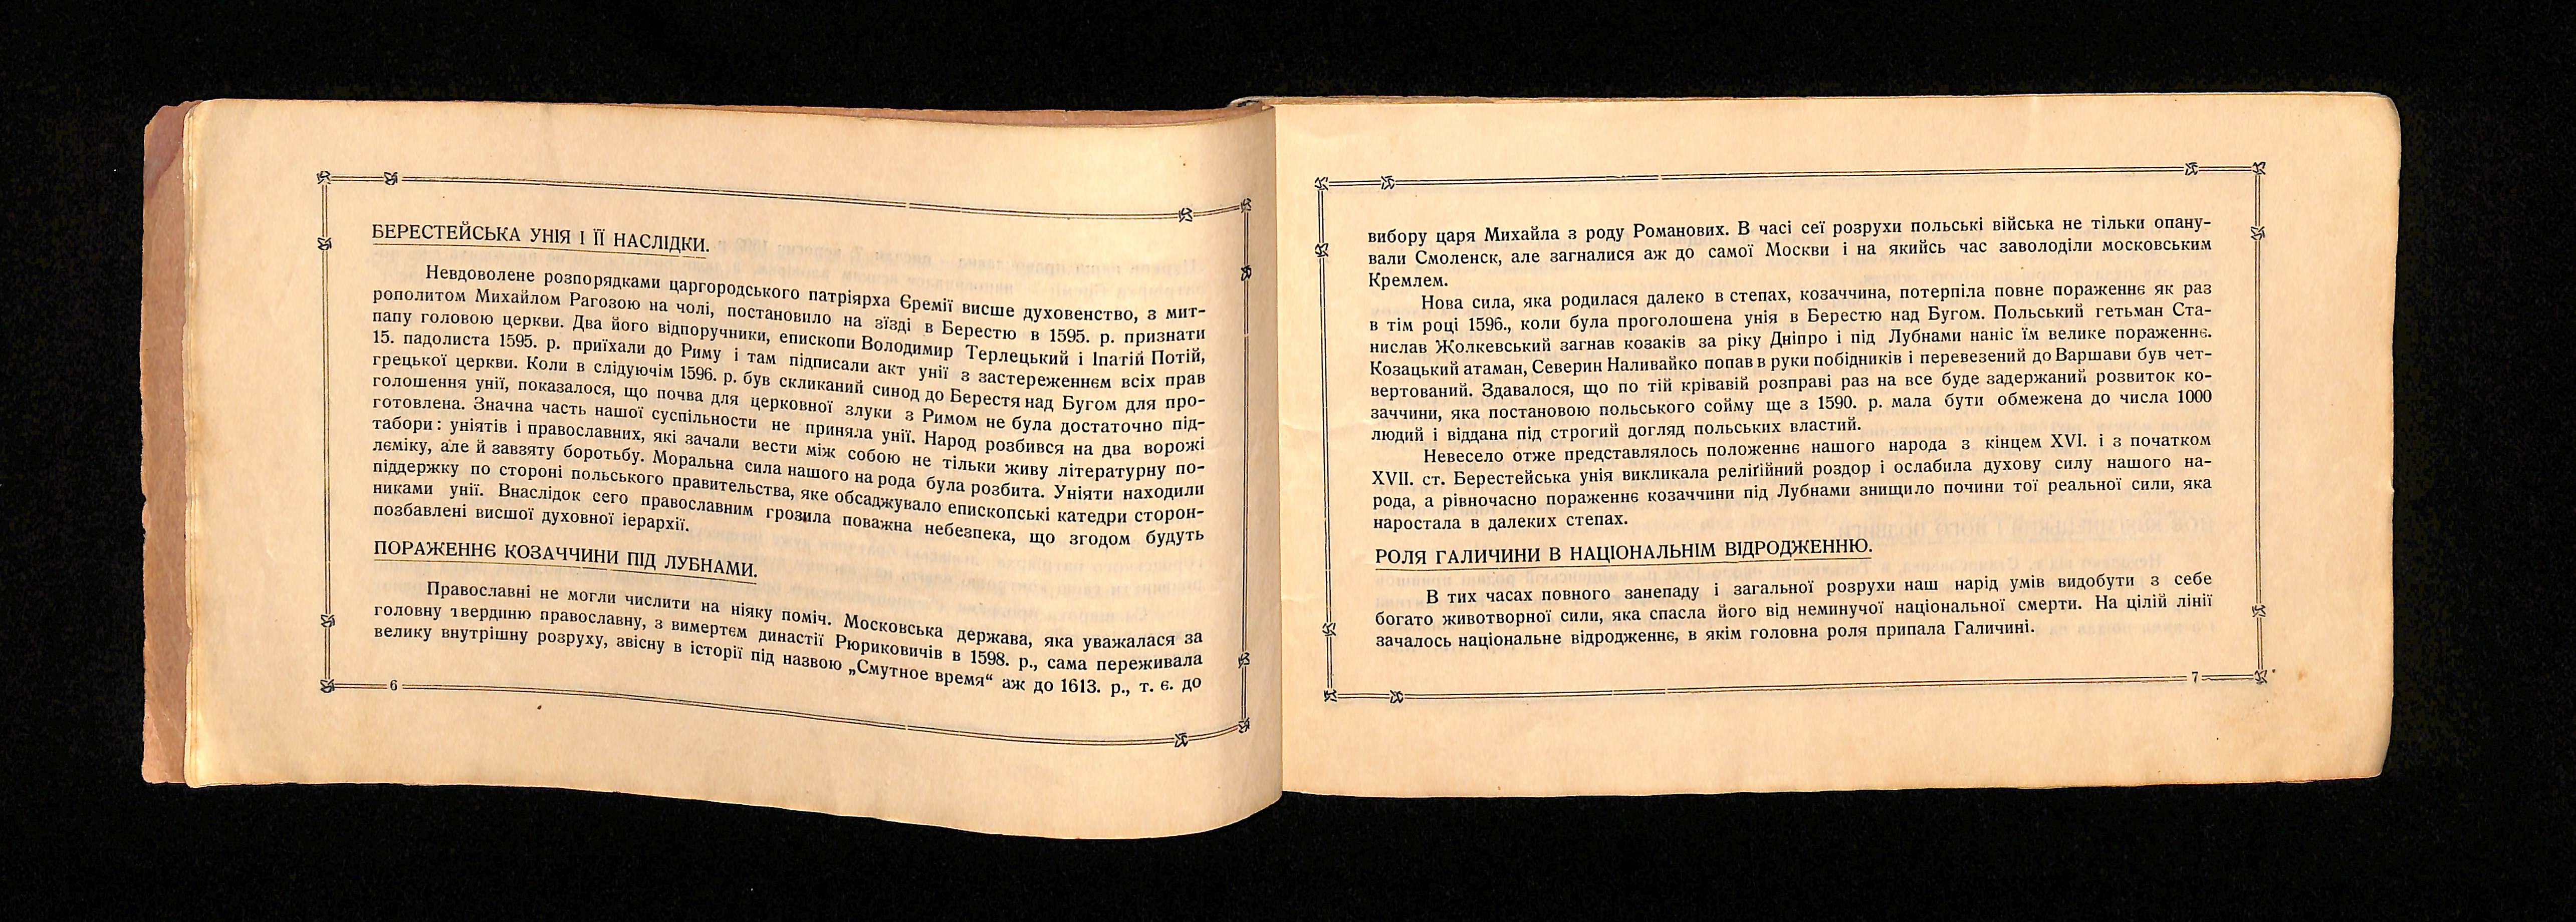 БЕРЕСТЕЙСЬКА УНІЯ І ЇЇ НАСЛІДКИ.
Невдоволене розпорядками царгородського патріярха Єремії висше духовенство, з мит-
рополитом Михайлом Рагозою на чолі, постановило на зїзді в Берестю в 1595. р. признати
папу головою церкви. Два його відпоручники, епископи Володимир Терлецький і Іпатій Потій,
15. падолиста 1595. р. приїхали до Риму і там підписали акт унії з застереженнєм всіх прав
грецької церкви. Коли в слідуючім 1596. р. був скликаний синод до Берестя над Бугом для про-
голошення унії, показалося, що почва для церковної злуки з Римом не була достаточно під-
готовлена. Значна часть нашої суспільности не приняла унії. Народ розбився на два ворожі
табори: уніятів і православних, які зачали вести між собою не тільки живу літературну по-
лєміку, але й завзяту боротьбу. Моральна сила нашого народа була розбита. Уніяти находили
піддержку по стороні польського правительства, яке обсаджувало епископські катедри сторон-
никами унії. Внаслідок сего православним грозила поважна небезпека, що згодом будуть
позбавлені висшої духовної іерархії.
ПОРАЖЕННЄ КОЗАЧЧИНИ ПІД ЛУБНАМИ.
Православні не могли числити на ніяку поміч. Московська держава, яка уважалася за
головну твердиню православну, з вимертєм династії Рюриковичів в 1598. р., сама переживала
велику внутрішну розруху, звісну в історії під назвою „Смутное время“ аж до 1613. р., т. є. до
6
вибору царя Михайла з роду Романових. В часі сеї розрухи польські війська не тільки опану-
вали Смоленск, але загналися аж до самої Москви і на якийсь час заволоділи московським
Кремлем.
Нова сила, яка родилася далеко в степах, козаччина, потерпіла повне пораженнє як раз
в тім році 1596., коли була проголошена унія в Берестю над Бугом. Польський гетьман Ста-
нислав Жолкевський загнав козаків за ріку Дніпро і під Лубнами наніс їм велике пораженнє.
Козацький атаман, Северин Наливайко попав в руки побідників і перевезений до Варшави був чет-
вертований. Здавалося, що по тій крівавій розправі раз на все буде задержаний розвиток ко-
заччини, яка постановою польського сойму ще з 1590. р. мала бути обмежена до числа 1000
людий і віддана під строгий догляд польських властий.
Невесело отже представлялось положеннє нашого народа з кінцем XVI. і з початком
XVII. ст. Берестейська унія викликала релігійний роздор і ослабила духову силу нашого на-
рода, а рівночасно пораженнє козаччини під Лубнами знищило почини тої реальної сили, яка
наростала в далеких степах.
РОЛЯ ГАЛИЧИНИ В НАЦІОНАЛЬНІМ ВІДРОДЖЕННЮ.
В тих часах повного занепаду і загальної розрухи наш нарід умів видобути з себе
богато животворної сили, яка спасла його від неминучої національної смерти. На цілій лінії
зачалось національне відродженнє, в якім головна роля припала Галичині.
7